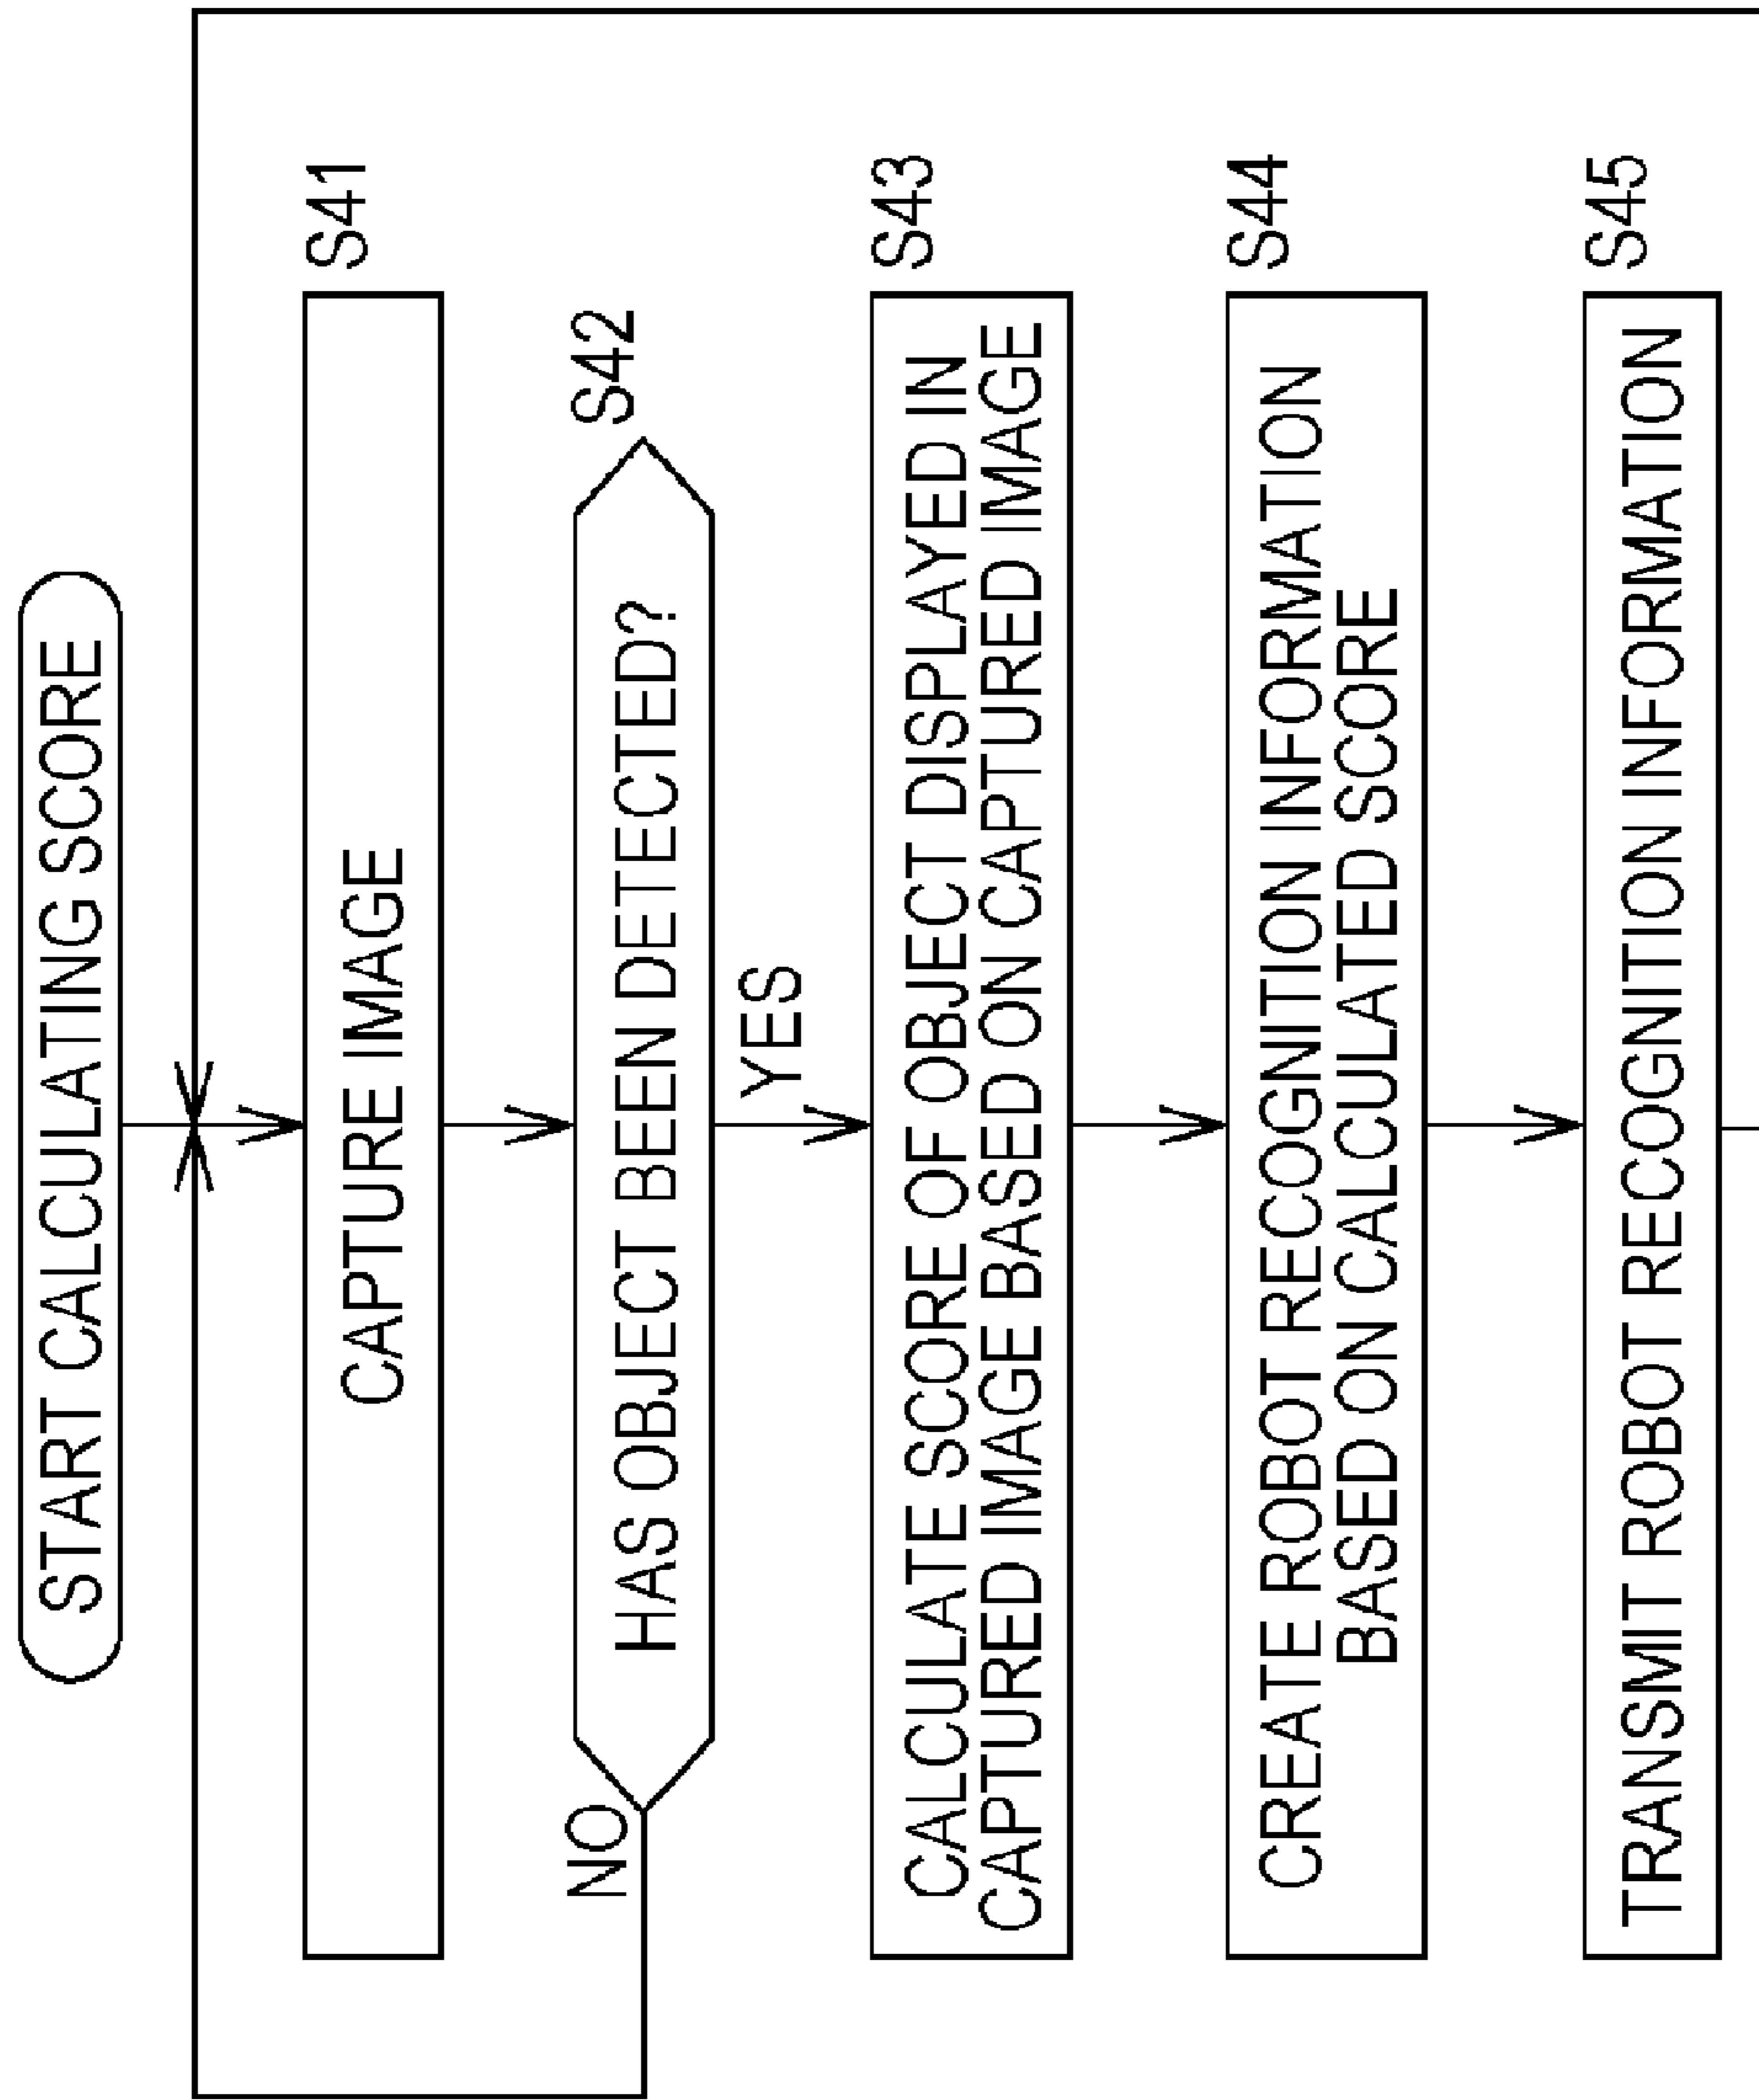 START CALCULATING SCORE
S41
CAPTURE IMAGE
S42
HAS OBJECT BEEN DETECTED?
NO
YES
S43
CALCULATE SCORE OF OBJECT DISPLAYED IN
CAPTURED IMAGE BASED ON CAPTURED IMAGE
S44
CREATE ROBOT RECOGNITION INFORMATION
BASED ON CALCULATED SCORE
S45
TRANSMIT ROBOT RECOGNITION INFORMATION